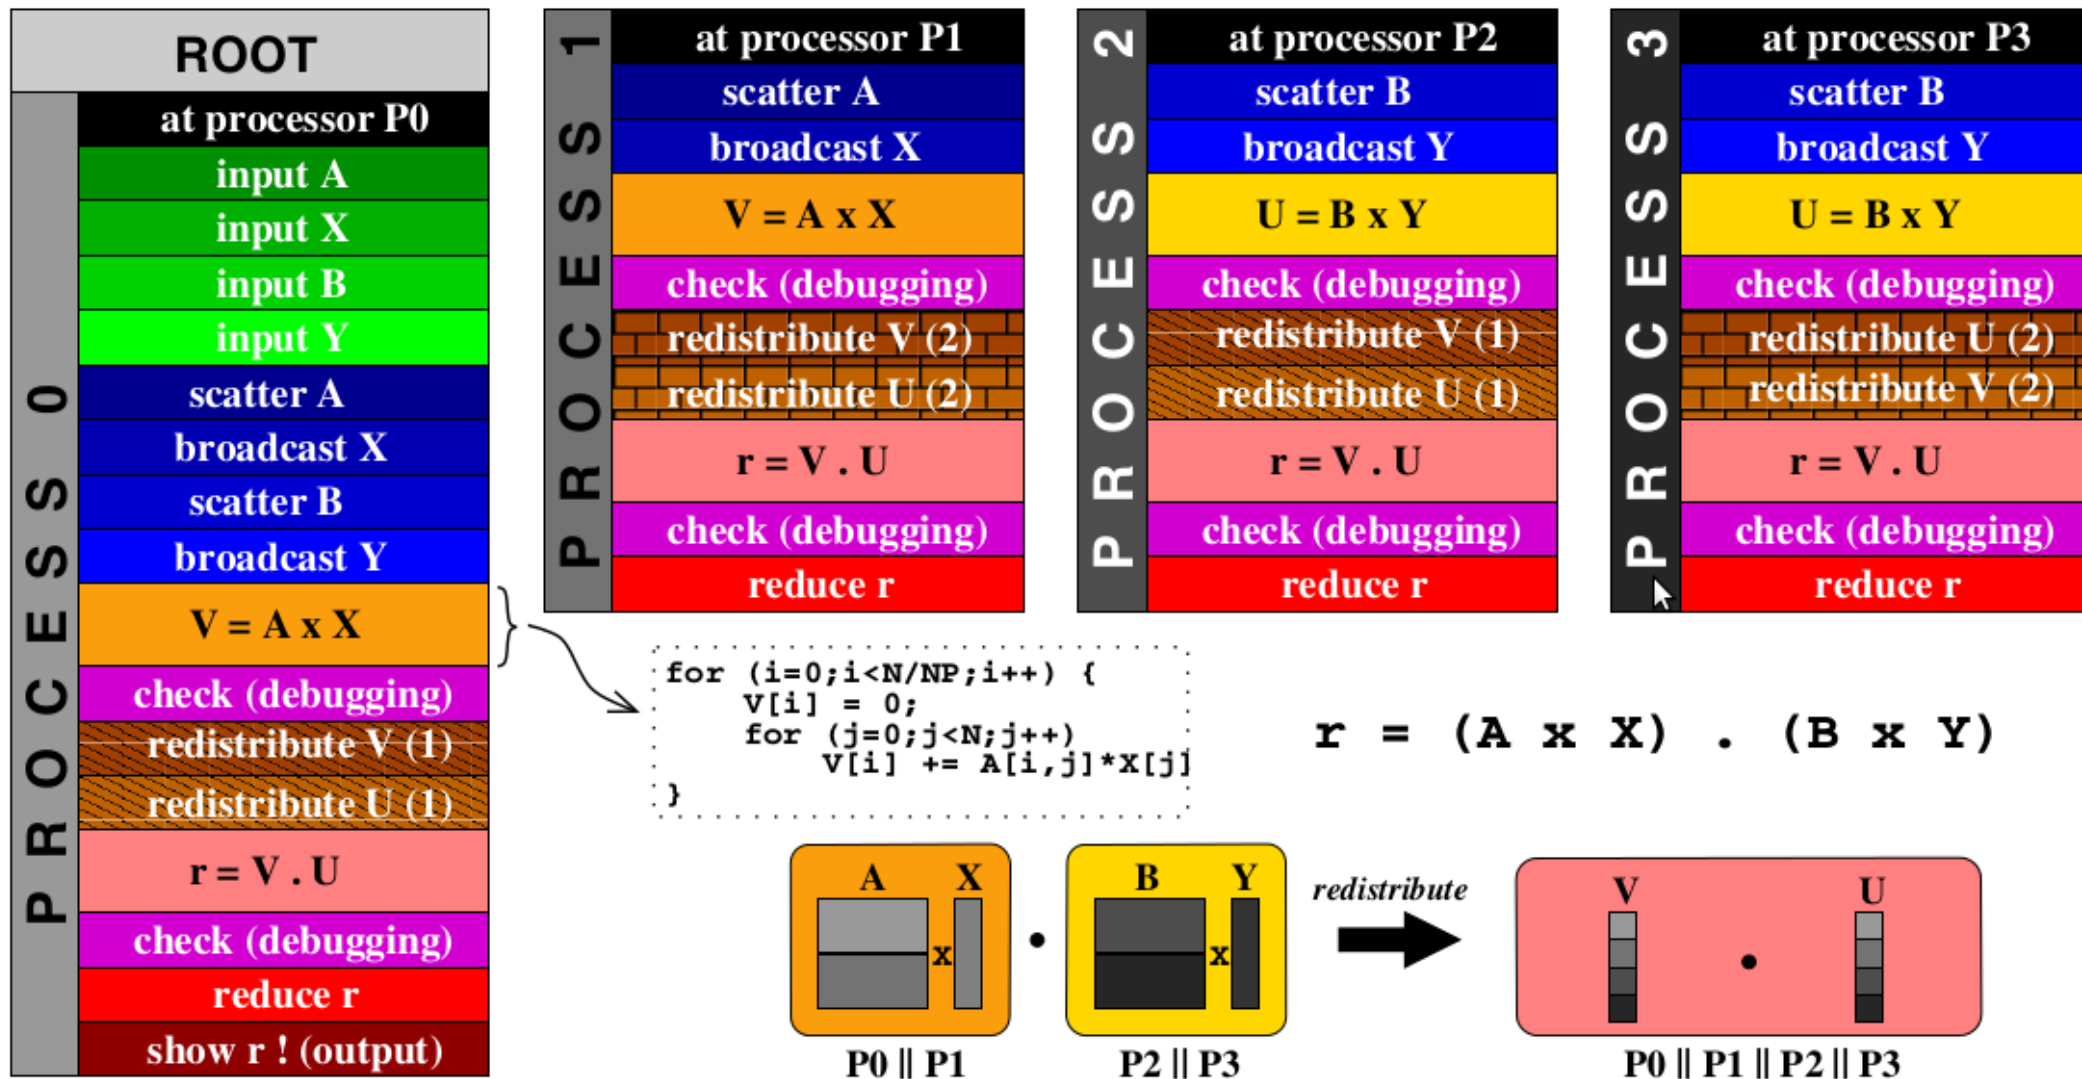 ROOT
PROCESS 0
at processor P0
input A
input X
input B
input Y
scatter A
broadcast X
scatter B
broadcast Y
V = A x X
check (debugging)
redistribute V (1)
redistribute U (1)
r = V . U
check (debugging)
reduce r
show r ! (output)
PROCESS 1
at processor P1
scatter A
broadcast X
V = A x X
check (debugging)
redistribute V (2)
redistribute U (2)
r = V . U
check (debugging)
reduce r
PROCESS 2
at processor P2
scatter B
broadcast Y
U = B x Y
check (debugging)
redistribute V (1)
redistribute U (1)
r = V . U
check (debugging)
reduce r
PROCESS 3
at processor P3
scatter B
broadcast Y
U = B x Y
check (debugging)
redistribute U (2)
redistribute V (2)
r = V . U
check (debugging)
reduce r
for (i=0;i<N/NP;i++) {
V[i] = 0;
for (j=0;j<N;j++)
V[i] += A[i,j]*X[j]
}
r = (A x X) . (B x Y)
A X
x
P0 || P1
•
B Y
x
P2 || P3
redistribute
V U
•
P0 || P1 || P2 || P3